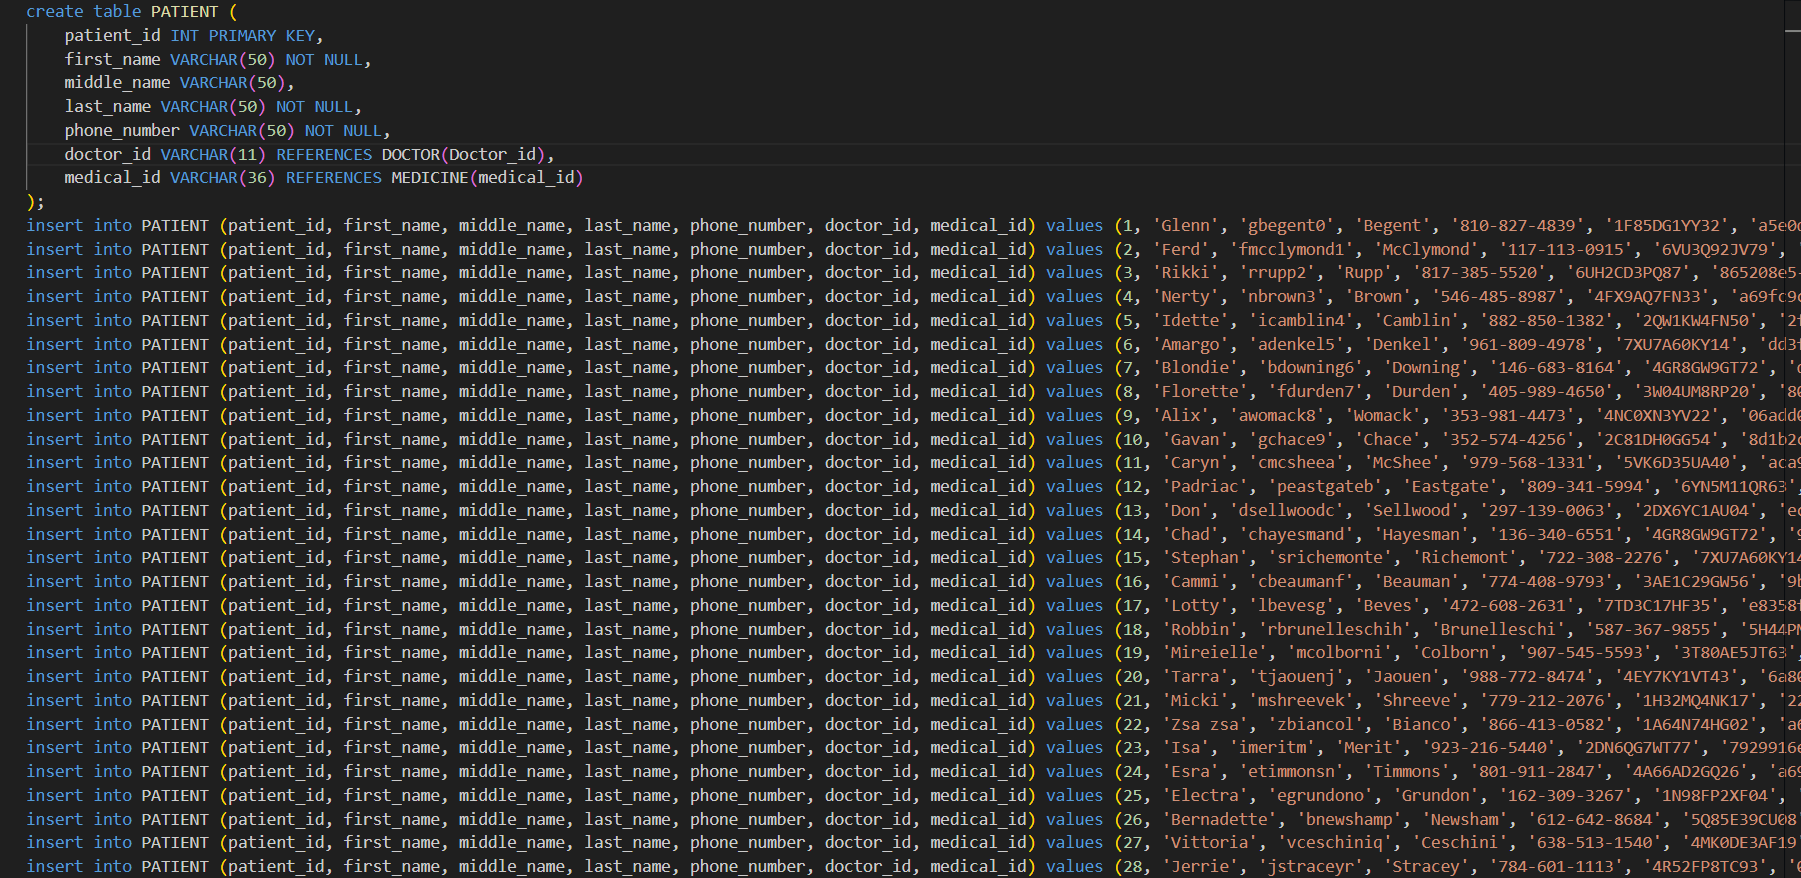 create table PATIENT (
patient_id INT PRIMARY KEY,
first_name VARCHAR(50) NOT NULL,
middle_name VARCHAR(50),
last_name VARCHAR(50) NOT NULL,
phone_number VARCHAR(50) NOT NULL,
doctor_id VARCHAR(11) REFERENCES DOCTOR(Doctor_id),
medical_id VARCHAR(36) REFERENCES MEDICINE(medical_id)
);
insert into PATIENT (patient_id, first_name, middle_name, last_name, phone_number, doctor_id, medical_id) values (1, 'Glenn', 'gbegent0', 'Begent', '810-827-4839', '1F85DG1YY32', 'a5e0
insert into PATIENT (patient_id, first_name, middle_name, last_name, phone_number, doctor_id, medical_id) values (2, 'Ferd', 'fmcclymond1', 'McClymond', '117-113-0915', '6VU3Q92JV79', '
insert into PATIENT (patient_id, first_name, middle_name, last_name, phone_number, doctor_id, medical_id) values (3, 'Rikki', 'rrupp2', 'Rupp', '817-385-5520', '6UH2CD3PQ87', '865208e5-
insert into PATIENT (patient_id, first_name, middle_name, last_name, phone_number, doctor_id, medical_id) values (4, 'Nerty', 'nbrown3', 'Brown', '546-485-8987', '4FX9AQ7FN33', 'a69fc9
insert into PATIENT (patient_id, first_name, middle_name, last_name, phone_number, doctor_id, medical_id) values (5, 'Idette', 'icamblin4', 'Camblin', '882-850-1382', '2QW1KW4FN50', '2
insert into PATIENT (patient_id, first_name, middle_name, last_name, phone_number, doctor_id, medical_id) values (6, 'Amargo', 'adenkel5', 'Denkel', '961-809-4978', '7XU7A60KY14', 'dd3
insert into PATIENT (patient_id, first_name, middle_name, last_name, phone_number, doctor_id, medical_id) values (7, 'Blondie', 'bdowning6', 'Downing', '146-683-8164', '4GR8GW9GT72', '
insert into PATIENT (patient_id, first_name, middle_name, last_name, phone_number, doctor_id, medical_id) values (8, 'Florette', 'fdurden7', 'Durden', '405-989-4650', '3W04UM8RP20', '8
insert into PATIENT (patient_id, first_name, middle_name, last_name, phone_number, doctor_id, medical_id) values (9, 'Alix', 'awomack8', 'Womack', '353-981-4473', '4NC0XN3YV22', '06add
insert into PATIENT (patient_id, first_name, middle_name, last_name, phone_number, doctor_id, medical_id) values (10, 'Gavan', 'gchace9', 'Chace', '352-574-4256', '2C81DH0GG54', '8d1b2
insert into PATIENT (patient_id, first_name, middle_name, last_name, phone_number, doctor_id, medical_id) values (11, 'Caryn', 'cmcsheea', 'McShee', '979-568-1331', '5VK6D35UA40', 'aca9
insert into PATIENT (patient_id, first_name, middle_name, last_name, phone_number, doctor_id, medical_id) values (12, 'Padriac', 'peastgateb', 'Eastgate', '809-341-5994', '6YN5M11QR63',
insert into PATIENT (patient_id, first_name, middle_name, last_name, phone_number, doctor_id, medical_id) values (13, 'Don', 'dsellwoodc', 'Sellwood', '297-139-0063', '2DX6YC1AU04', 'e
insert into PATIENT (patient_id, first_name, middle_name, last_name, phone_number, doctor_id, medical_id) values (14, 'Chad', 'chayesmand', 'Hayesman', '136-340-6551', '4GR8GW9GT72', '9
insert into PATIENT (patient_id, first_name, middle_name, last_name, phone_number, doctor_id, medical_id) values (15, 'Stephan', 'srichemonte', 'Richemont', '722-308-2276', '7XU7A60KY14
insert into PATIENT (patient_id, first_name, middle_name, last_name, phone_number, doctor_id, medical_id) values (16, 'Cammi', 'cbeaumanf', 'Beauman', '774-408-9793', '3AE1C29GW56', '9
insert into PATIENT (patient_id, first_name, middle_name, last_name, phone_number, doctor_id, medical_id) values (17, 'Lotty', 'lbevesg', 'Beves', '472-608-2631', '7TD3C17HF35', 'e8358
insert into PATIENT (patient_id, first_name, middle_name, last_name, phone_number, doctor_id, medical_id) values (18, 'Robbin', 'rbrunelleschih', 'Brunelleschi', '587-367-9855', '5H44P
insert into PATIENT (patient_id, first_name, middle_name, last_name, phone_number, doctor_id, medical_id) values (19, 'Mireielle', 'mcolborni', 'Colborn', '907-545-5593', '3T80AE5JT63',
insert into PATIENT (patient_id, first_name, middle_name, last_name, phone_number, doctor_id, medical_id) values (20, 'Tarra', 'tjaouenj', 'Jaouen', '988-772-8474', '4EY7KY1VT43', '6a8
insert into PATIENT (patient_id, first_name, middle_name, last_name, phone_number, doctor_id, medical_id) values (21, 'Micki', 'mshreevek', 'Shreeve', '779-212-2076', '1H32MQ4NK17', '22
insert into PATIENT (patient_id, first_name, middle_name, last_name, phone_number, doctor_id, medical_id) values (22, 'Zsa zsa', 'zbiancol', 'Bianco', '866-413-0582', '1A64N74HG02', 'a
insert into PATIENT (patient_id, first_name, middle_name, last_name, phone_number, doctor_id, medical_id) values (23, 'Isa', 'imeritm', 'Merit', '923-216-5440', '2DN6QG7WT77', '7929916
insert into PATIENT (patient_id, first_name, middle_name, last_name, phone_number, doctor_id, medical_id) values (24, 'Esra', 'etimmonsn', 'Timmons', '801-911-2847', '4A66AD2GQ26', 'a69
insert into PATIENT (patient_id, first_name, middle_name, last_name, phone_number, doctor_id, medical_id) values (25, 'Electra', 'egrundono', 'Grundon', '162-309-3267', '1N98FP2XF04', '
insert into PATIENT (patient_id, first_name, middle_name, last_name, phone_number, doctor_id, medical_id) values (26, 'Bernadette', 'bnewshamp', 'Newsham', '612-642-8684', '5Q85E39CU08'
insert into PATIENT (patient_id, first_name, middle_name, last_name, phone_number, doctor_id, medical_id) values (27, 'Vittoria', 'vceschiniq', 'Ceschini', '638-513-1540', '4MK0DE3AF19'
insert into PATIENT (patient_id, first_name, middle_name, last_name, phone_number, doctor_id, medical_id) values (28, 'Jerrie', 'jstraceyr', 'Stracey', '784-601-1113', '4R52FP8TC93', '